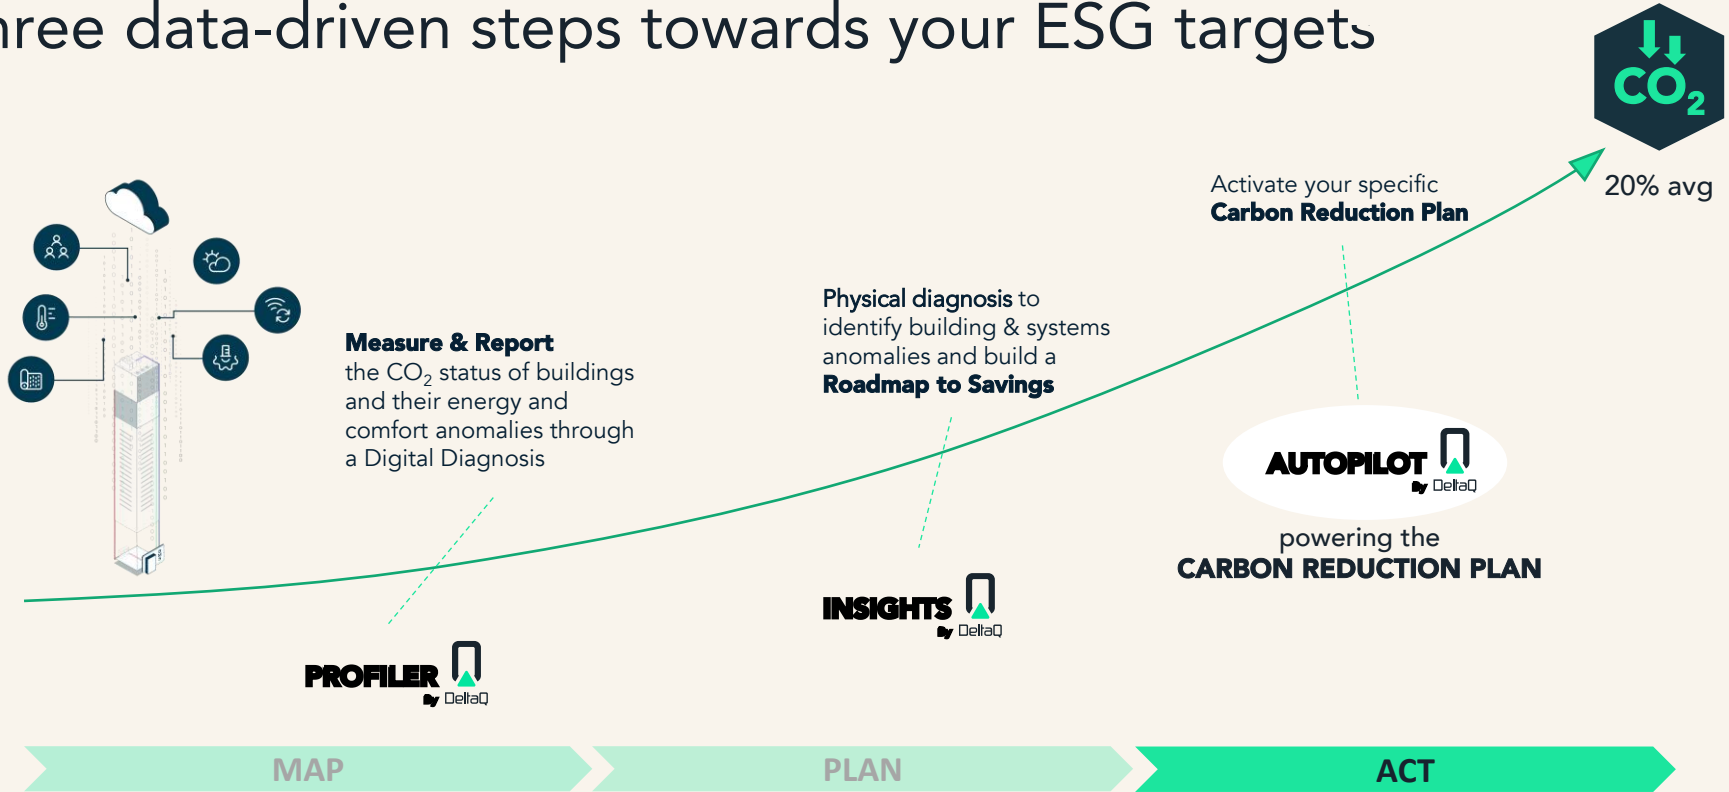 hree data-driven steps towards your ESG targets
CO2
20% avg
Activate your specific
Carbon Reduction Plan
Physical diagnosis to
identify building & systems
anomalies and build a
Roadmap to Savings
Measure & Report
the CO2 status of buildings
and their energy and
comfort anomalies through
a Digital Diagnosis
AUTOPILOT
By DeltaQ
powering the
CARBON REDUCTION PLAN
INSIGHTS
By DeltaQ
PROFILER
By DeltaQ
MAP
PLAN
ACT